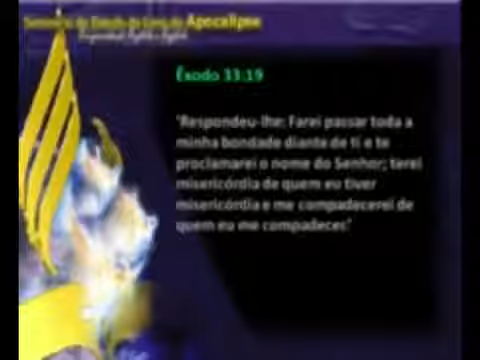 Seminário de Estudo do Livro do Apocalipse
Êxodo 33:19
"Respondeu-lhe: Farei passar toda a
minha bondade diante de ti e te
proclamarei o nome do Senhor; terei
misericórdia de quem eu tiver
misericórdia e me compadecerei de
quem eu me compadecer."